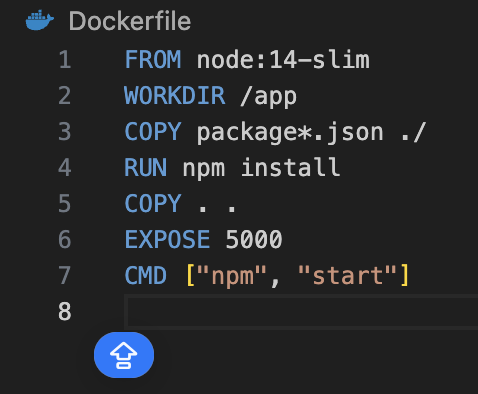 Dockerfile
1 FROM node:14-slim
2 WORKDIR /app
3 COPY package*.json ./
4 RUN npm install
5 COPY . .
6 EXPOSE 5000
7 CMD ["npm", "start"]
8